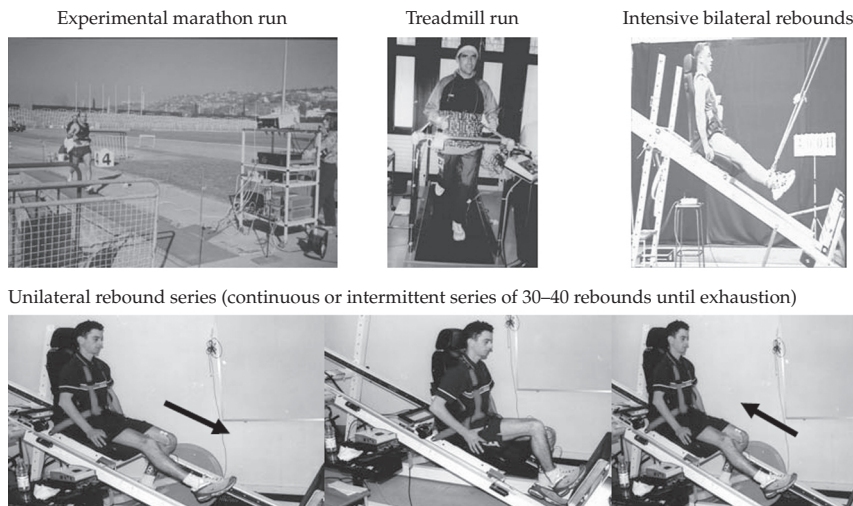 Experimental marathon run
Treadmill run
Intensive bilateral rebounds
4
Unilateral rebound series (continuous or intermittent series of 30–40 rebounds until exhaustion)